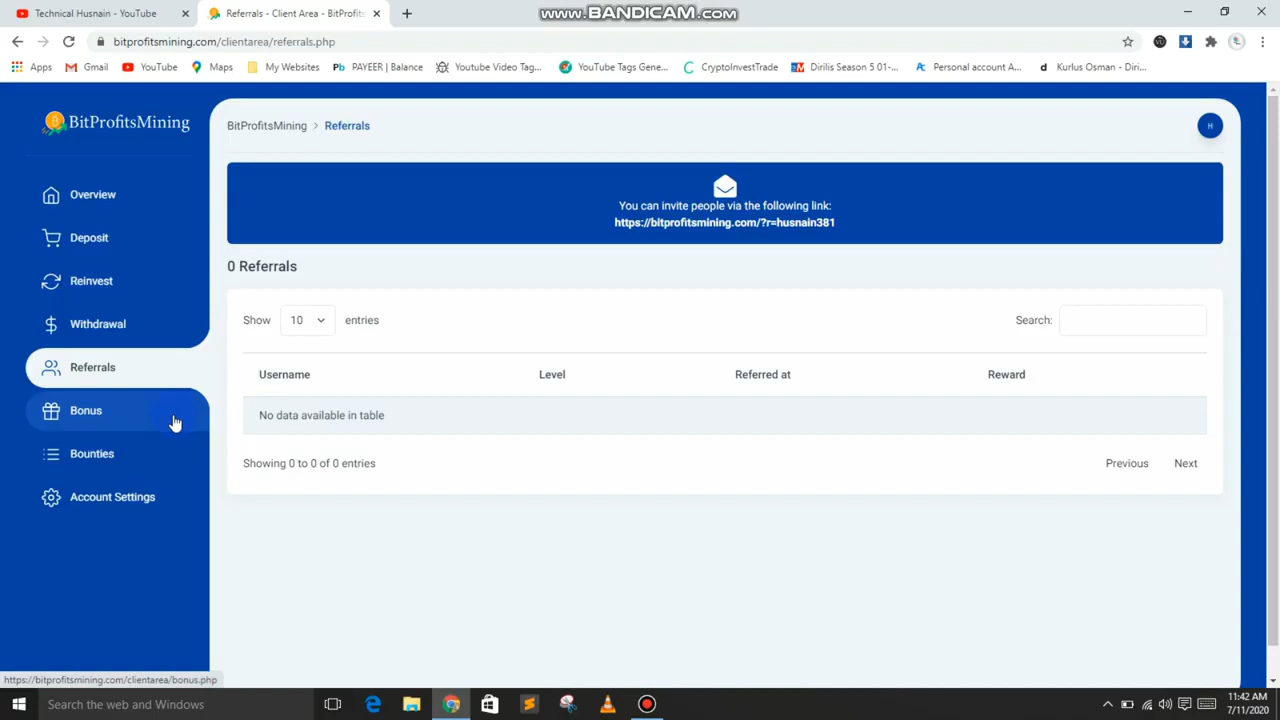 Technical Husnain - YouTube
Referrals - Client Area - BitProfits
www.BANDICAM.com
bitprofitsmining.com/clientarea/referrals.php
Apps
Gmail
YouTube
Maps
My Websites
Pb PAYEER | Balance
Youtube Video Tag...
YouTube Tags Gene...
CryptoInvestTrade
Dirilis Season 5 01-...
Ac Personal account A...
d Kurlus Osman - Diri...
BitProfitsMining
BitProfitsMining > Referrals
H
Overview
Deposit
Reinvest
Withdrawal
Referrals
Bonus
Bounties
Account Settings
You can invite people via the following link:
https://bitprofitsmining.com/?r=husnain381
0 Referrals
Show 10 entries
Search:
Username Level Referred at Reward
No data available in table
Showing 0 to 0 of 0 entries
Previous Next
https://bitprofitsmining.com/clientarea/bonus.php
Search the web and Windows
11:42 AM
7/11/2020